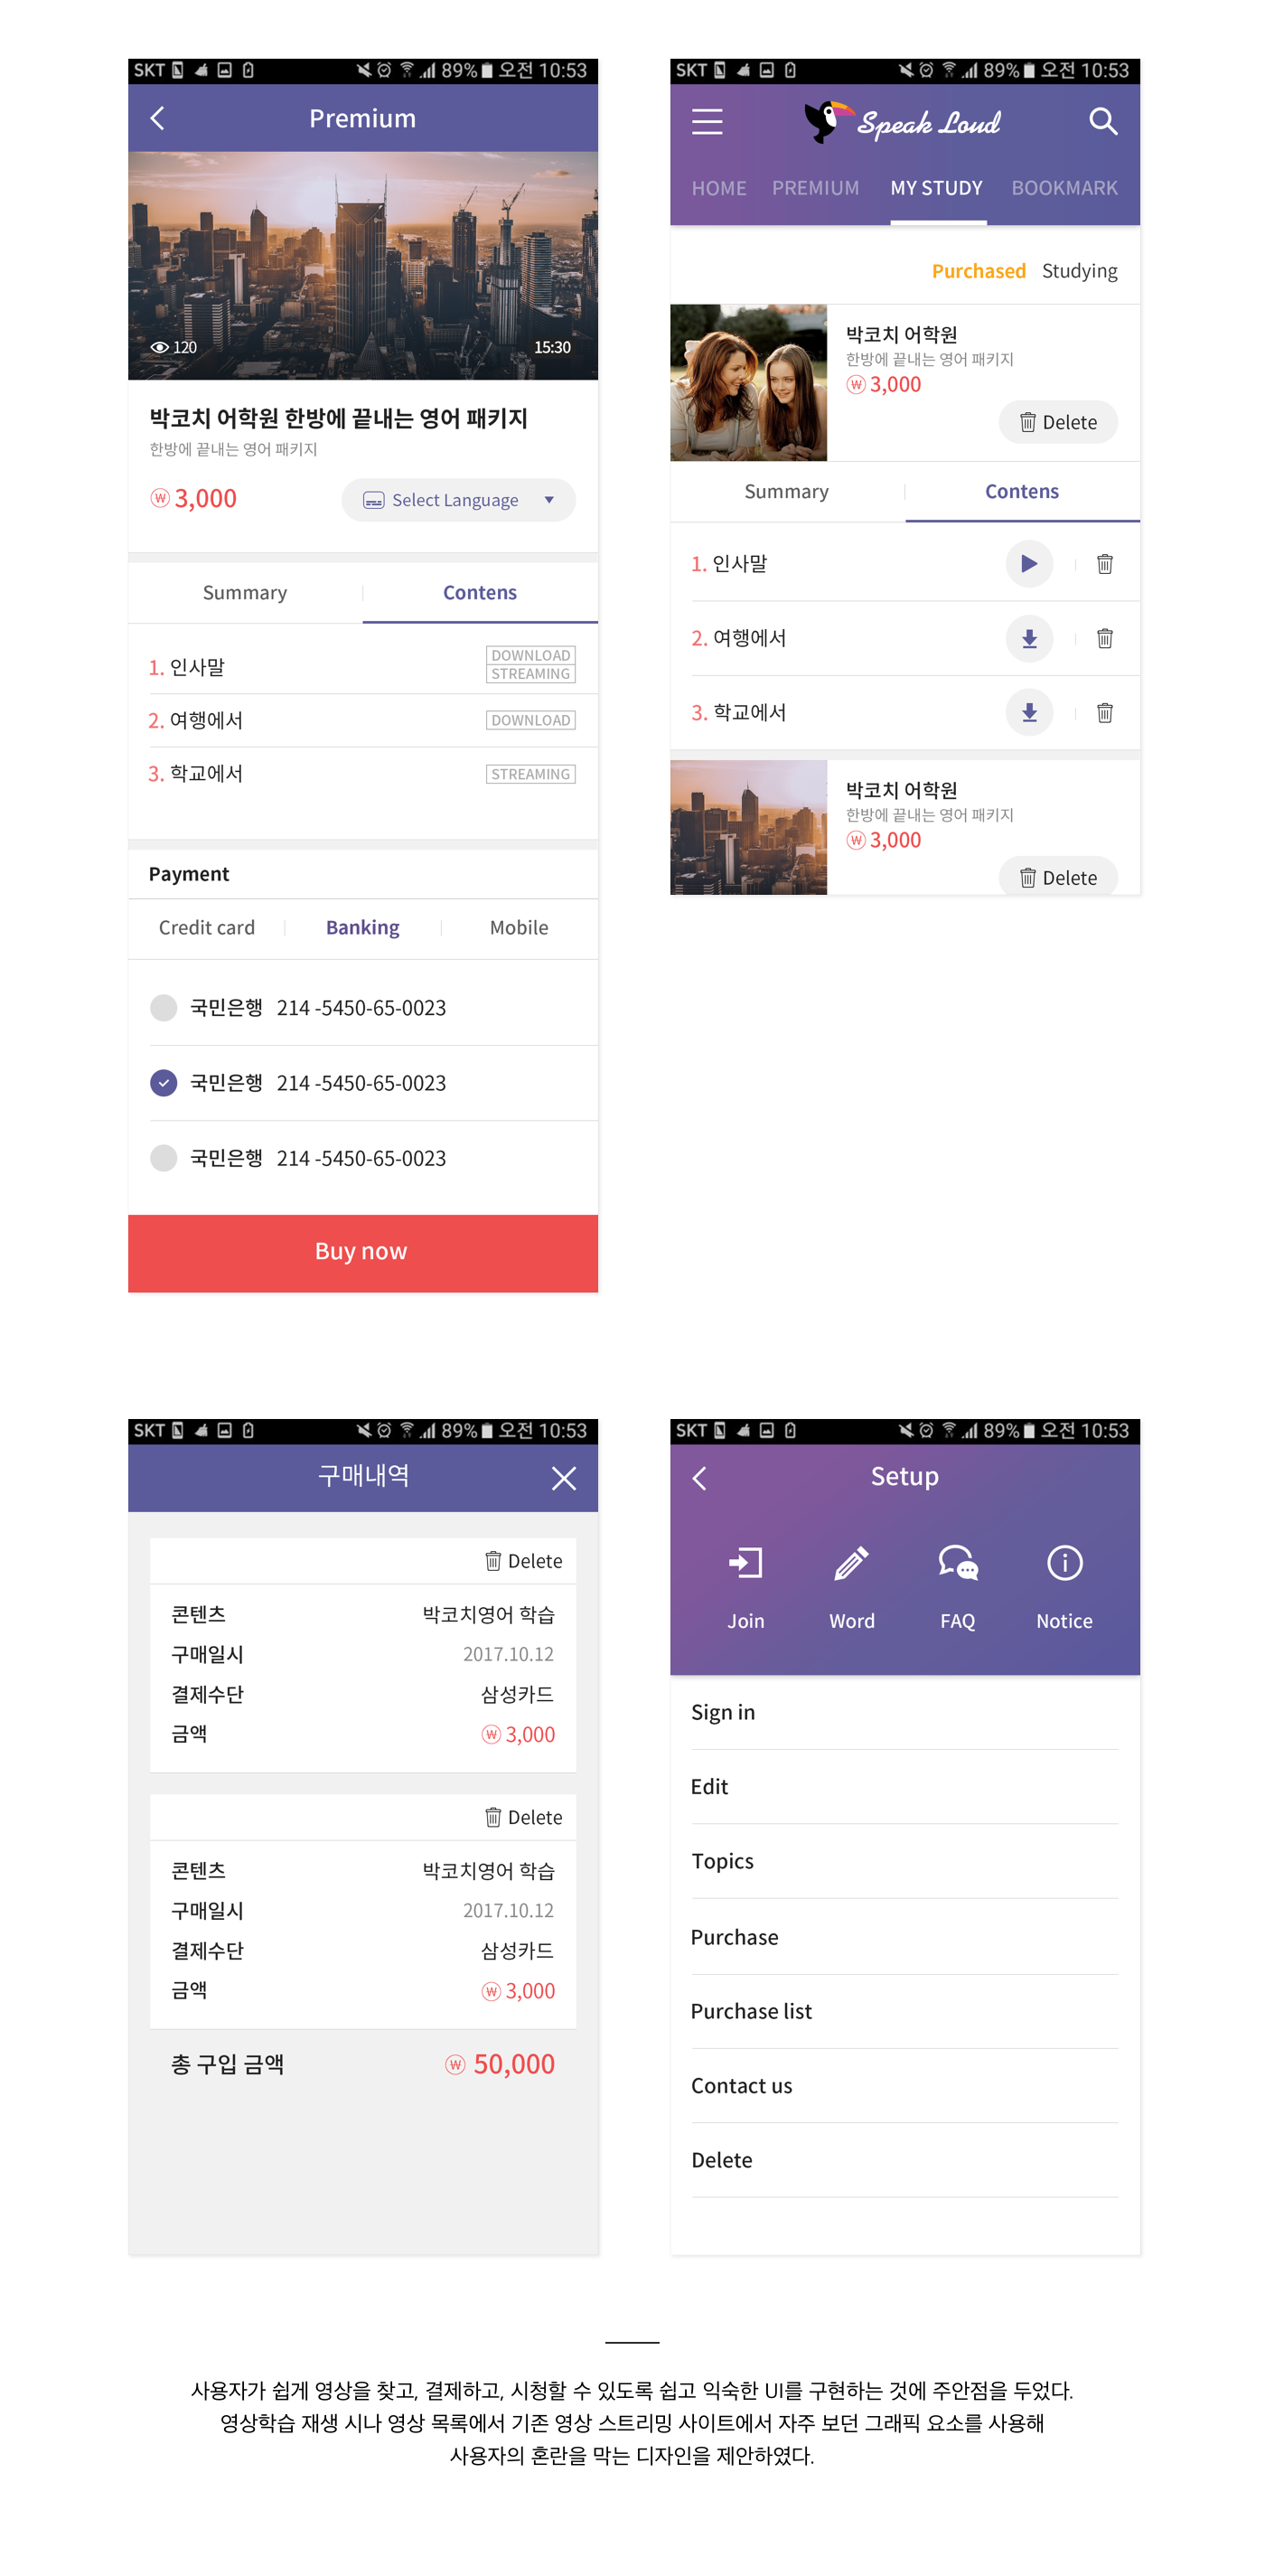 SKT 89% 오전 10:53
Premium
120 15:30
박코치 어학원 한방에 끝내는 영어 패키지
한방에 끝내는 영어 패키지
₩ 3,000 Select Language
Summary Contens
1. 인사말 DOWNLOAD
STREAMING
2. 여행에서 DOWNLOAD
3. 학교에서 STREAMING
Payment
Credit card Banking Mobile
국민은행 214 -5450-65-0023
국민은행 214 -5450-65-0023
국민은행 214 -5450-65-0023
Buy now
SKT 89% 오전 10:53
Speak Loud
HOME PREMIUM MY STUDY BOOKMARK
Purchased Studying
박코치 어학원
한방에 끝내는 영어 패키지
₩ 3,000
Delete
Summary Contens
1. 인사말
2. 여행에서
3. 학교에서
박코치 어학원
한방에 끝내는 영어 패키지
₩ 3,000
Delete
SKT 89% 오전 10:53
구매내역
Delete
콘텐츠 박코치영어 학습
구매일시 2017.10.12
결제수단 삼성카드
금액 ₩ 3,000
Delete
콘텐츠 박코치영어 학습
구매일시 2017.10.12
결제수단 삼성카드
금액 ₩ 3,000
총 구입 금액 ₩ 50,000
SKT 89% 오전 10:53
Setup
Join Word FAQ Notice
Sign in
Edit
Topics
Purchase
Purchase list
Contact us
Delete
사용자가 쉽게 영상을 찾고, 결제하고, 시청할 수 있도록 쉽고 익숙한 UI를 구현하는 것에 주안점을 두었다.
영상학습 재생 시나 영상 목록에서 기존 영상 스트리밍 사이트에서 자주 보던 그래픽 요소를 사용해
사용자의 혼란을 막는 디자인을 제안하였다.